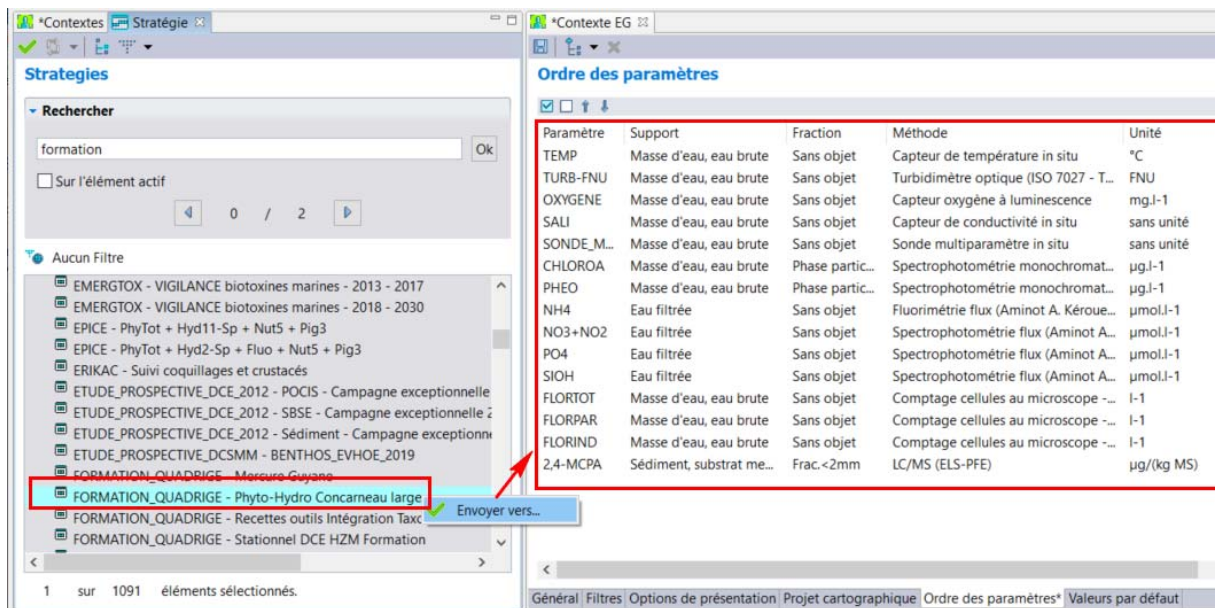 *Contextes Stratégie
Strategies
Rechercher
formation Ok
Sur l'élément actif
0 / 2
Aucun Filtre
EMERGTOX - VIGILANCE biotoxines marines - 2013 - 2017
EMERGTOX - VIGILANCE biotoxines marines - 2018 - 2030
EPICE - PhyTot + Hyd11-Sp + Nut5 + Pig3
EPICE - PhyTot + Hyd2-Sp + Fluo + Nut5 + Pig3
ERIKAC - Suivi coquillages et crustacés
ETUDE_PROSPECTIVE_DCE_2012 - POCIS - Campagne exceptionnelle
ETUDE_PROSPECTIVE_DCE_2012 - SBSE - Campagne exceptionnelle 2
ETUDE_PROSPECTIVE_DCE_2012 - Sédiment - Campagne exceptionn
ETUDE_PROSPECTIVE_DCSMM - BENTHOS_EVHOE_2019
FORMATION_QUADRIGE - Mercure Guyane
FORMATION_QUADRIGE - Phyto-Hydro Concarneau large
FORMATION_QUADRIGE - Recettes outils Intégration Taxo
FORMATION_QUADRIGE - Stationnel DCE HZM Formation
Envoyer vers...
1 sur 1091 éléments sélectionnés.
*Contexte EG
Ordre des paramètres
Paramètre Support Fraction Méthode Unité
TEMP Masse d'eau, eau brute Sans objet Capteur de température in situ °C
TURB-FNU Masse d'eau, eau brute Sans objet Turbidimètre optique (ISO 7027 - T... FNU
OXYGENE Masse d'eau, eau brute Sans objet Capteur oxygène à luminescence mg.l-1
SALI Masse d'eau, eau brute Sans objet Capteur de conductivité in situ sans unité
SONDE_M... Masse d'eau, eau brute Sans objet Sonde multiparamètre in situ sans unité
CHLOROA Masse d'eau, eau brute Phase partic... Spectrophotométrie monochromat... µg.l-1
PHEO Masse d'eau, eau brute Phase partic... Spectrophotométrie monochromat... µg.l-1
NH4 Eau filtrée Sans objet Fluorimétrie flux (Aminot A. Kéroue... µmol.l-1
NO3+NO2 Eau filtrée Sans objet Spectrophotométrie flux (Aminot A... µmol.l-1
PO4 Eau filtrée Sans objet Spectrophotométrie flux (Aminot A... µmol.l-1
SIOH Eau filtrée Sans objet Spectrophotométrie flux (Aminot A... µmol.l-1
FLORTOT Masse d'eau, eau brute Sans objet Comptage cellules au microscope -... l-1
FLORPAR Masse d'eau, eau brute Sans objet Comptage cellules au microscope -... l-1
FLORIND Masse d'eau, eau brute Sans objet Comptage cellules au microscope -... l-1
2,4-MCPA Sédiment, substrat me... Frac.<2mm LC/MS (ELS-PFE) µg/(kg MS)
Général Filtres Options de présentation Projet cartographique Ordre des paramètres* Valeurs par défaut